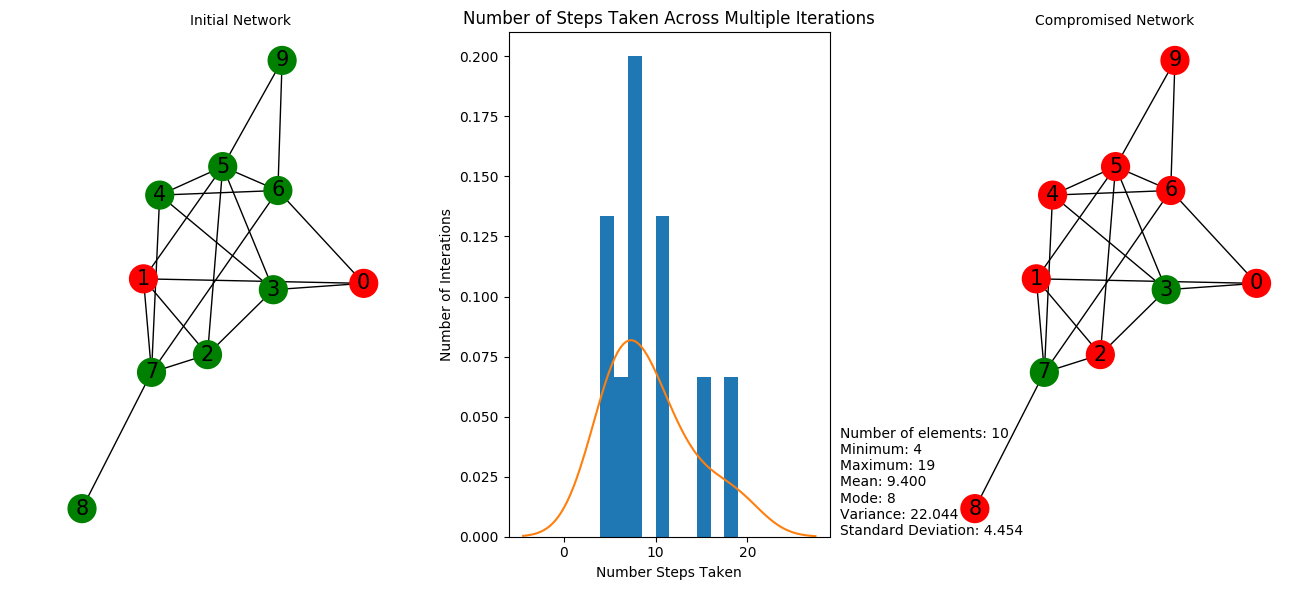 Initial Network
9
5
4
6
1
0
3
2
7
8
Number of Steps Taken Across Multiple Iterations
0.200
0.175
0.150
0.125
0.100
0.075
0.050
0.025
0.000
Number of Interations
0
10
20
Number Steps Taken
Compromised Network
9
5
4
6
1
0
3
2
7
8
Number of elements: 10
Minimum: 4
Maximum: 19
Mean: 9.400
Mode: 8
Variance: 22.044
Standard Deviation: 4.454